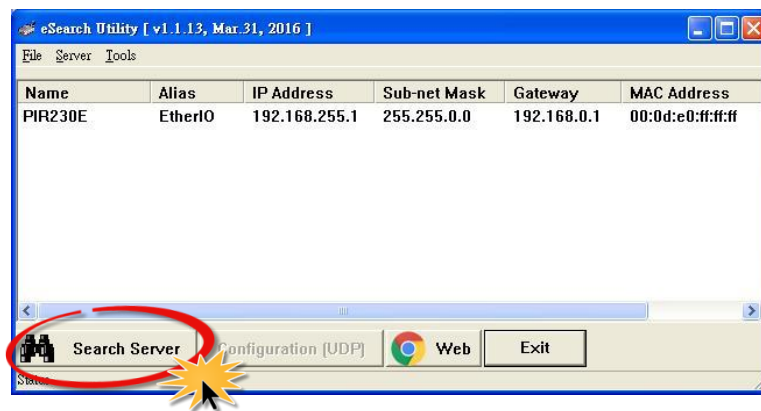 eSearch Utility [ v1.1.13, Mar.31, 2016 ]
File Server Tools
Name Alias IP Address Sub-net Mask Gateway MAC Address
PIR230E EtherIO 192.168.255.1 255.255.0.0 192.168.0.1 00:0d:e0:ff:ff:ff
Search Server Configuration (UDP) Web Exit
Status